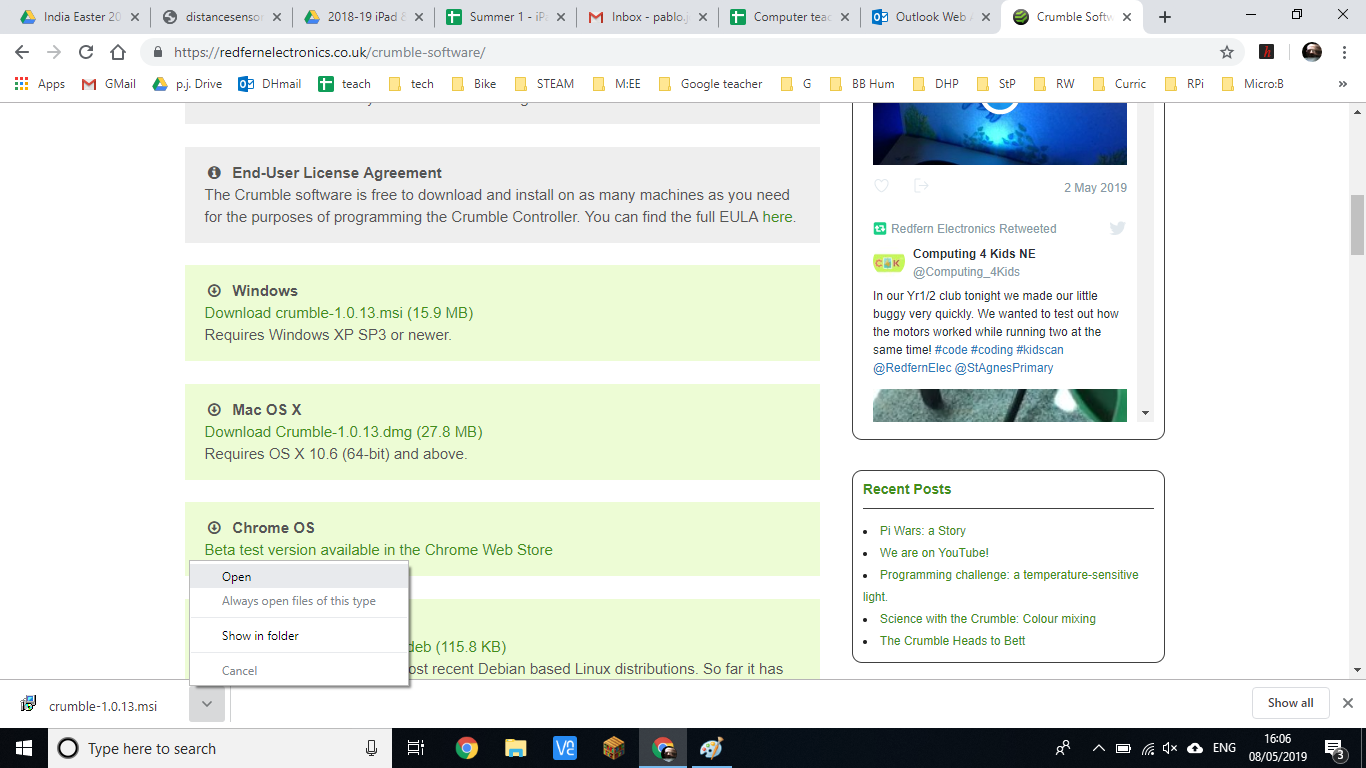 India Easter 20
distancesenso
2018-19 iPad
Summer 1 - iP
Inbox - pablo.j
Computer tea
Outlook Web
Crumble Softw
https://redfernelectronics.co.uk/crumble-software/
Apps
GMail
p.j. Drive
DHmail
teach
tech
Bike
STEAM
M:EE
Google teacher
G
BB Hum
DHP
StP
RW
Curric
RPi
Micro:B
»
End-User License Agreement
The Crumble software is free to download and install on as many machines as you need
for the purposes of programming the Crumble Controller. You can find the full EULA here.
Windows
Download crumble-1.0.13.msi (15.9 MB)
Requires Windows XP SP3 or newer.
Mac OS X
Download Crumble-1.0.13.dmg (27.8 MB)
Requires OS X 10.6 (64-bit) and above.
Chrome OS
Beta test version available in the Chrome Web Store
deb (115.8 KB)
ost recent Debian based Linux distributions. So far it has
Open
Always open files of this type
Show in folder
Cancel
2 May 2019
Redfern Electronics Retweeted
Computing 4 Kids NE
@Computing_4Kids
In our Yr1/2 club tonight we made our little
buggy very quickly. We wanted to test out how
the motors worked while running two at the
same time! #code #coding #kidscan
@RedfernElec @StAgnesPrimary
Recent Posts
Pi Wars: a Story
We are on YouTube!
Programming challenge: a temperature-sensitive
light.
Science with the Crumble: Colour mixing
The Crumble Heads to Bett
crumble-1.0.13.msi
Show all
Type here to search
ENG
16:06
08/05/2019
3